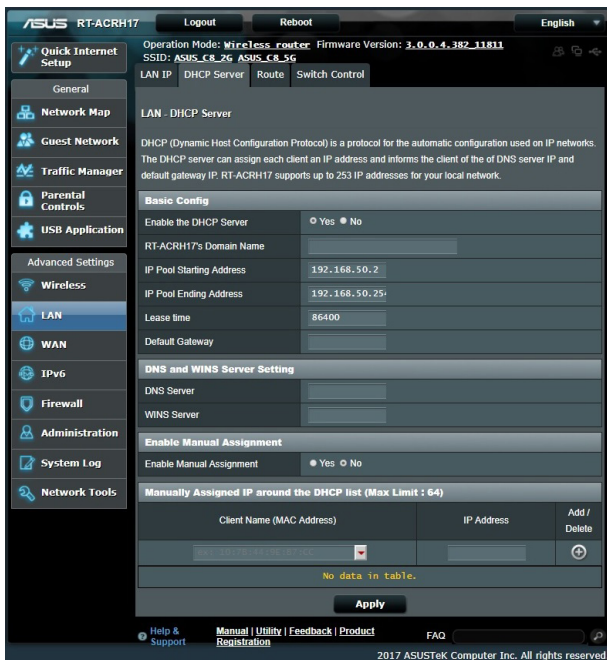 ASUS RT-ACRH17 Logout Reboot English
Quick Internet Setup
Operation Mode: Wireless router Firmware Version: 3.0.0.4.382_11811
SSID: ASUS_C8_2G ASUS_C8_5G
LAN IP DHCP Server Route Switch Control
General
Network Map
Guest Network
Traffic Manager
Parental Controls
USB Application
Advanced Settings
Wireless
LAN
WAN
IPv6
Firewall
Administration
System Log
Network Tools
LAN - DHCP Server
DHCP (Dynamic Host Configuration Protocol) is a protocol for the automatic configuration used on IP networks.
The DHCP server can assign each client an IP address and informs the client of the of DNS server IP and
default gateway IP. RT-ACRH17 supports up to 253 IP addresses for your local network.
Basic Config
Enable the DHCP Server Yes No
RT-ACRH17's Domain Name
IP Pool Starting Address 192.168.50.2
IP Pool Ending Address 192.168.50.254
Lease time 86400
Default Gateway
DNS and WINS Server Setting
DNS Server
WINS Server
Enable Manual Assignment
Enable Manual Assignment Yes No
Manually Assigned IP around the DHCP list (Max Limit : 64)
Client Name (MAC Address) IP Address Add / Delete
No data in table.
Apply
Help & Support
Manual | Utility | Feedback | Product Registration
FAQ
2017 ASUSTeK Computer Inc. All rights reserved